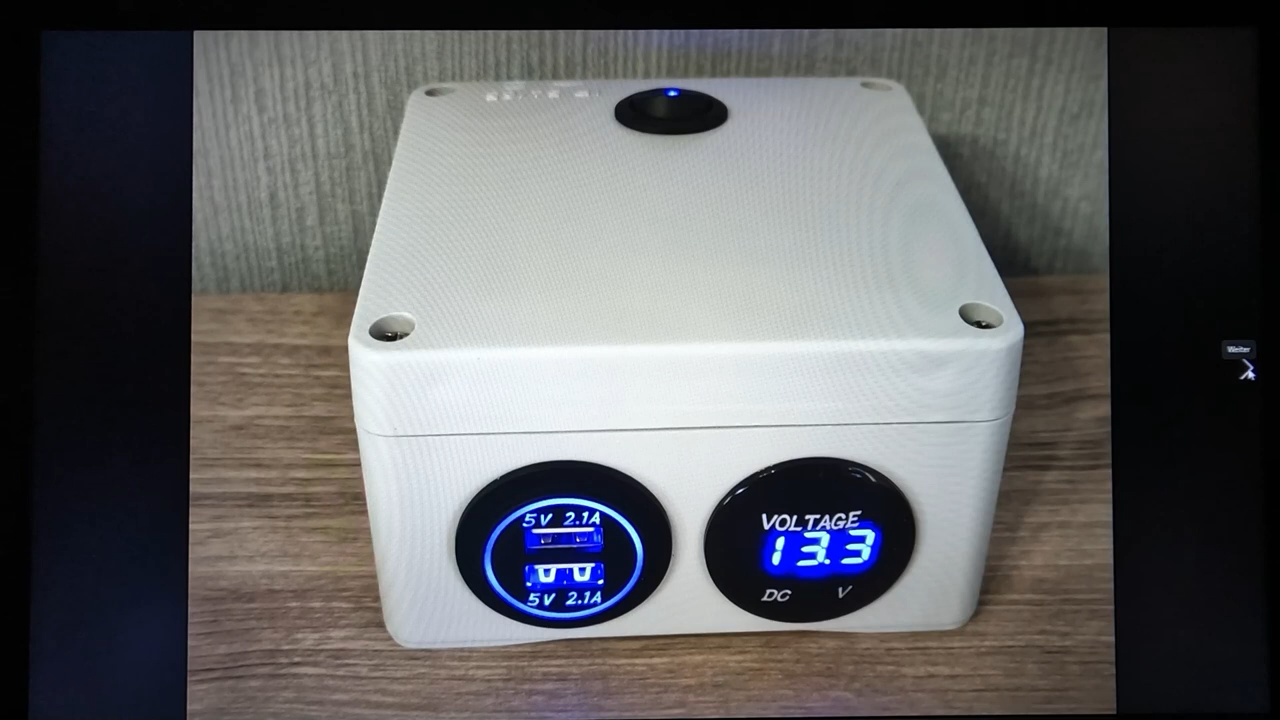 5V 2.1A
5V 2.1A
VOLTAGE
13.3
DC V
Weiter